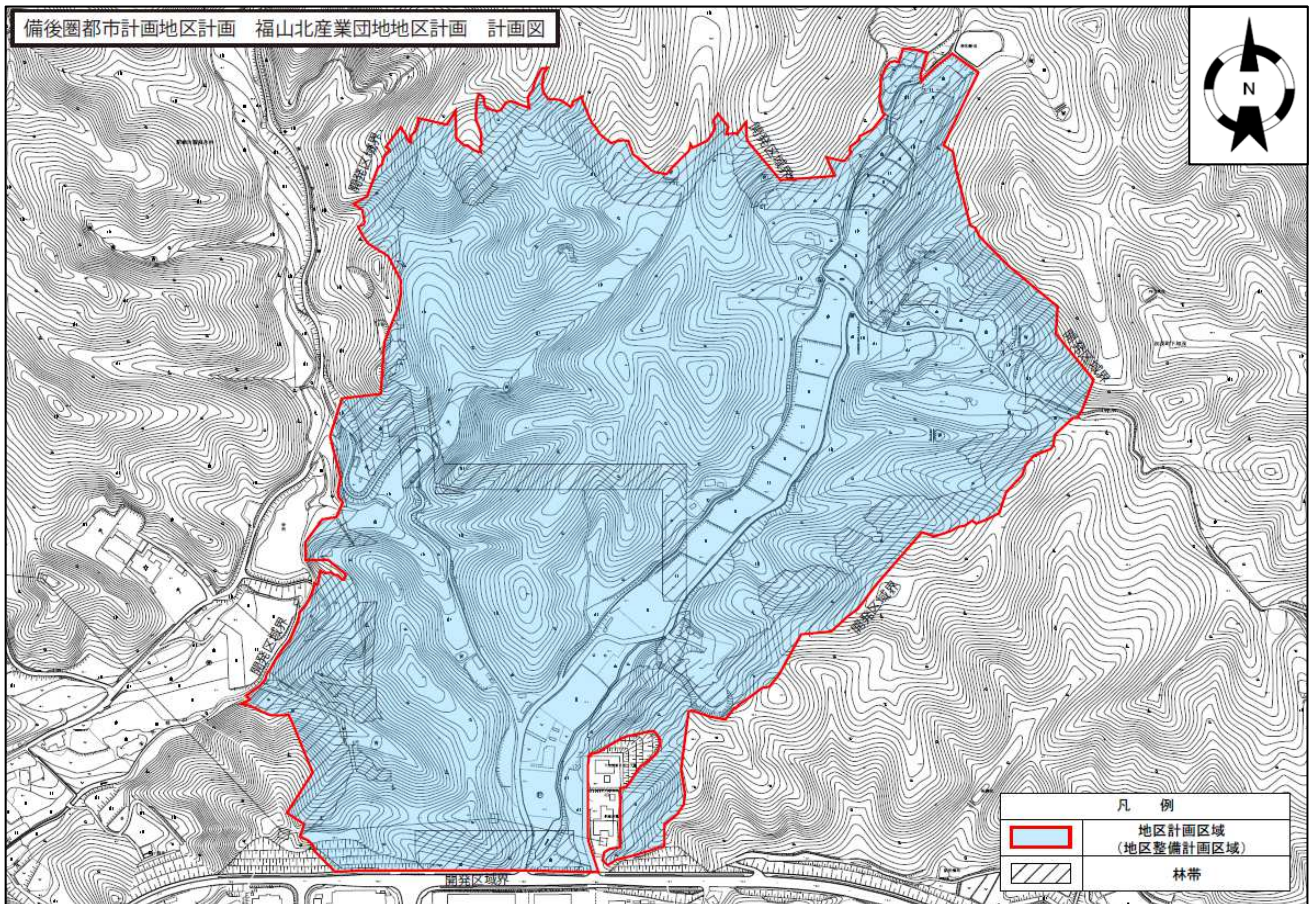 備後圏都市計画地区計画 福山北産業団地地区計画 計画図
N
開発区域界
開発区域界
開発区域界
開発区域界
開発区域界
開発区域界
凡 例
地区計画区域
(地区整備計画区域)
林帯